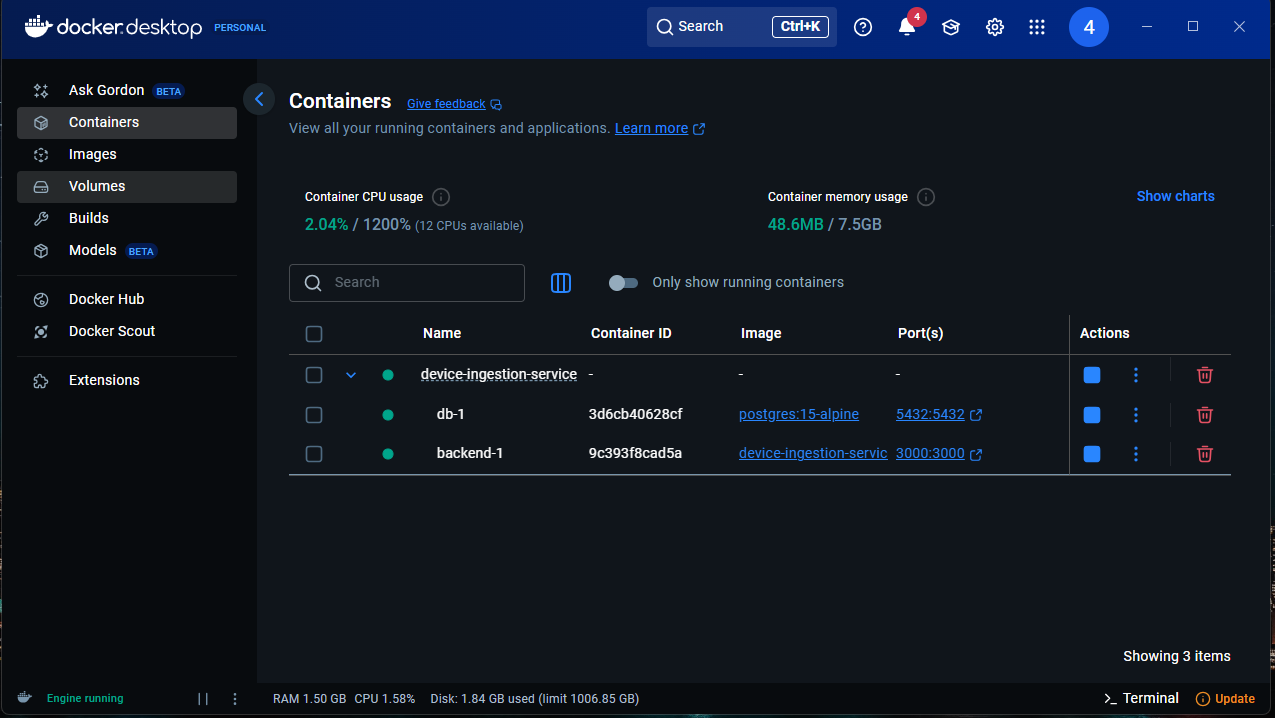 docker.desktop PERSONAL Search Ctrl+K 4 4
Ask Gordon BETA
Containers
Images
Volumes
Builds
Models BETA
Docker Hub
Docker Scout
Extensions
Containers Give feedback
View all your running containers and applications. Learn more
Container CPU usage Container memory usage Show charts
2.04% / 1200% (12 CPUs available) 48.6MB / 7.5GB
Search Only show running containers
Name Container ID Image Port(s) Actions
device-ingestion-service - - -
db-1 3d6cb40628cf postgres:15-alpine 5432:5432
backend-1 9c393f8cad5a device-ingestion-servic 3000:3000
Showing 3 items
Engine running RAM 1.50 GB CPU 1.58% Disk: 1.84 GB used (limit 1006.85 GB) Terminal Update